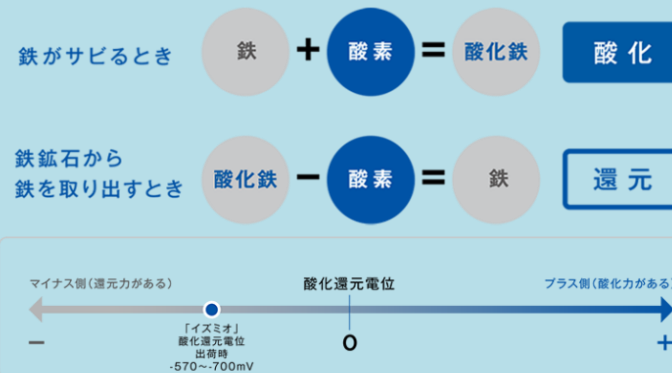 鉄がサビるとき 鉄 + 酸素 = 酸化鉄 酸化
鉄鉱石から
鉄を取り出すとき 酸化鉄 − 酸素 = 鉄 還元
マイナス側(還元力がある) 酸化還元電位 プラス側(酸化力がある)
− 0 +
「イズミオ」
酸化還元電位
出荷時
-570〜-700mV